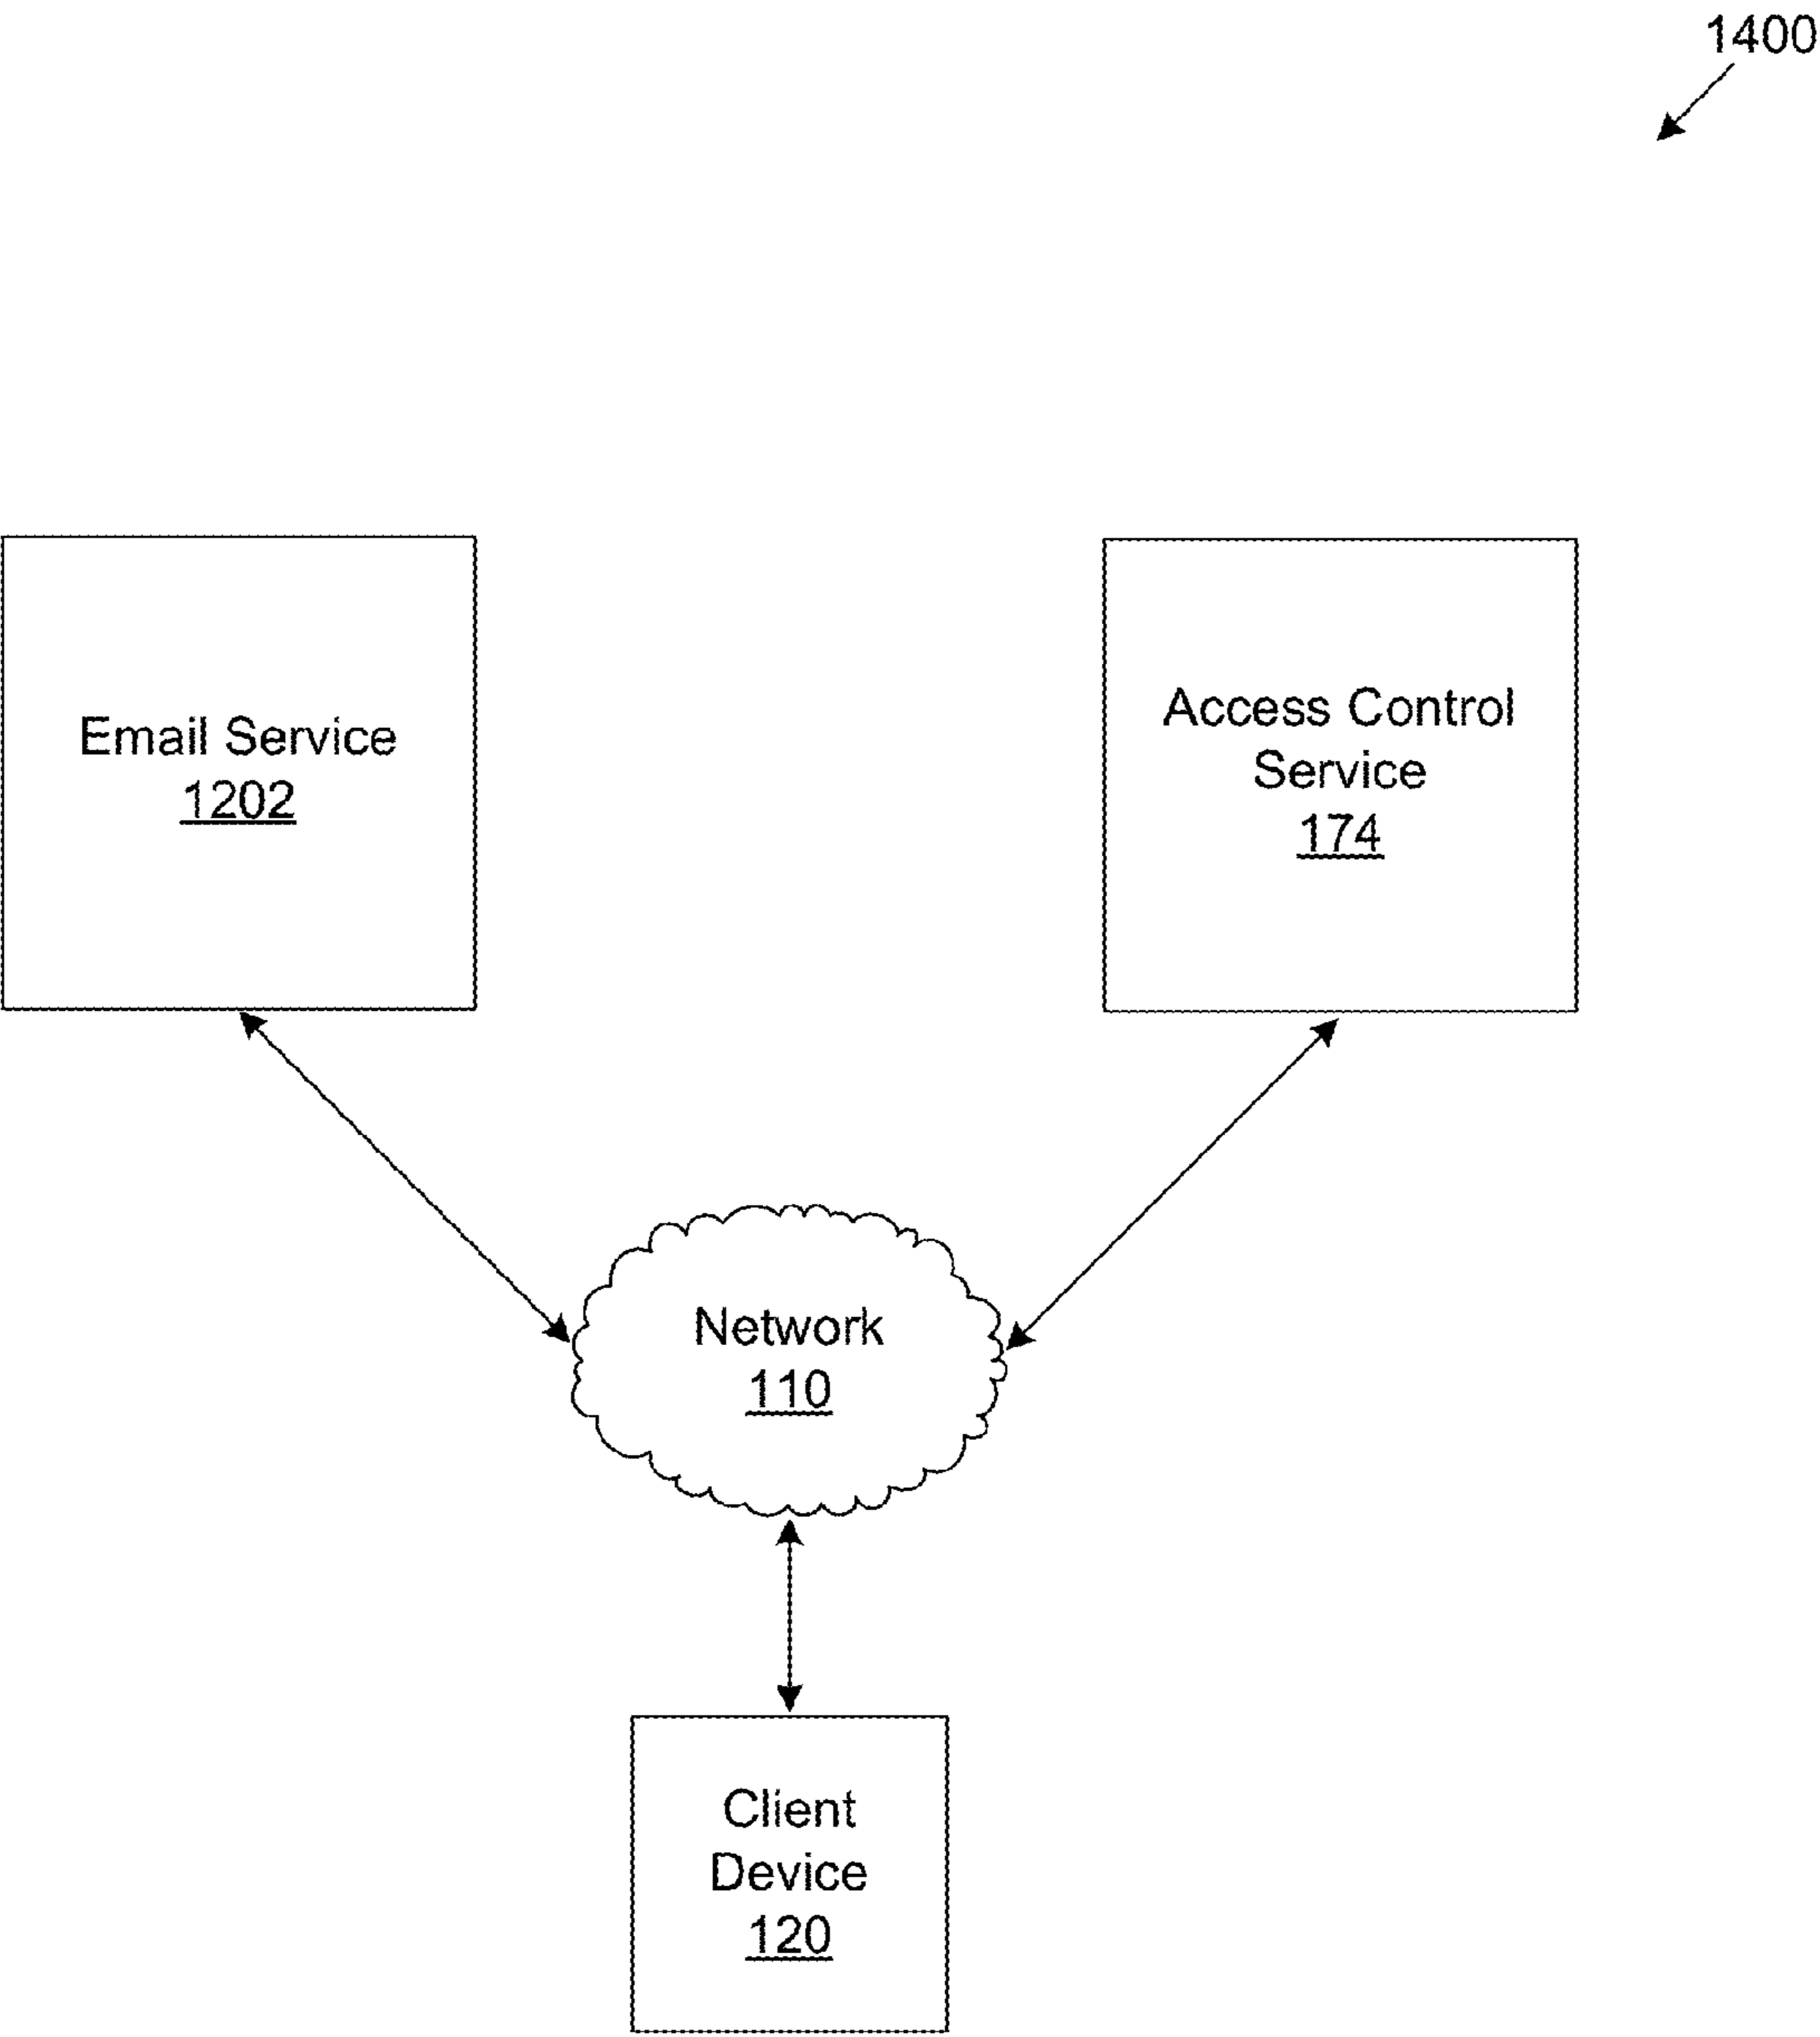 1400
Email Service
1202
Access Control
Service
174
Network
110
Client
Device
120